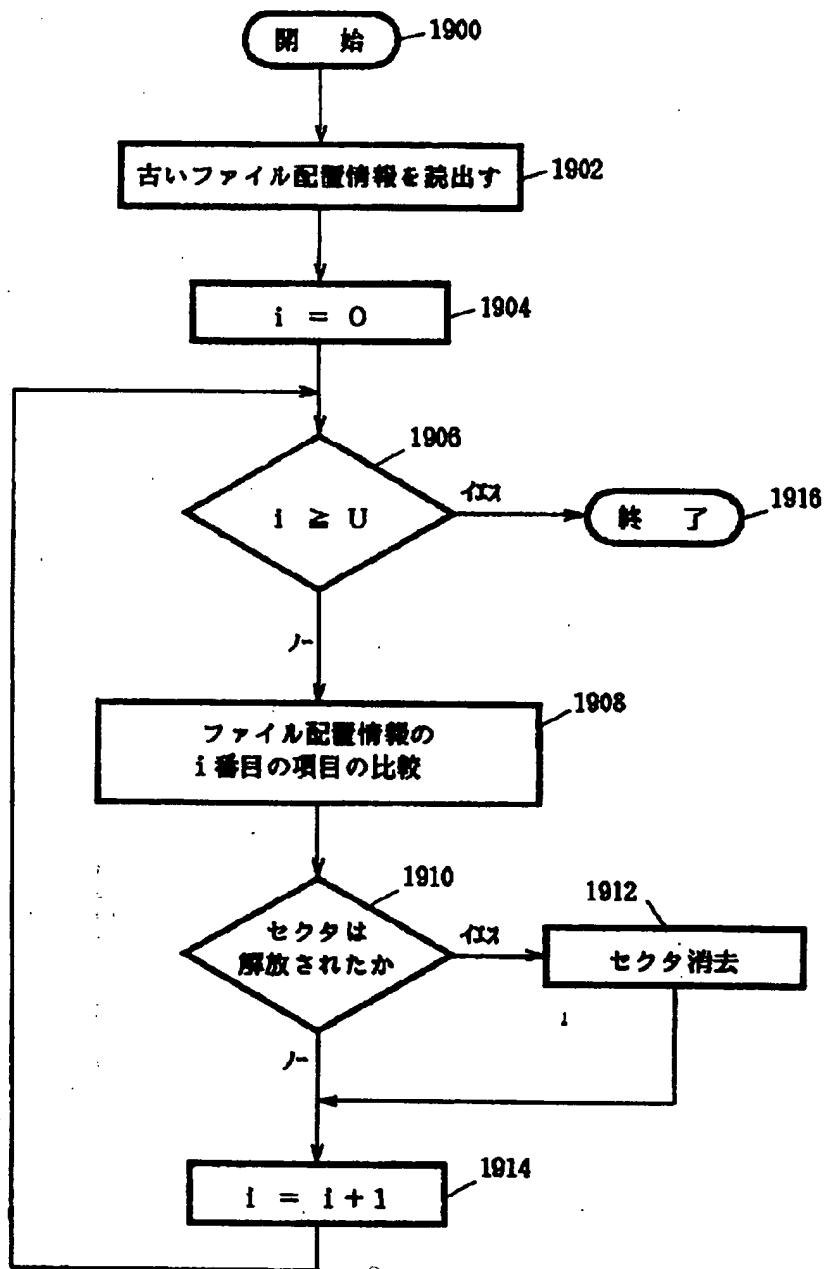 開 始
1900
古いファイル配置情報を読出す
1902
i = 0
1904
1906
i ≧ U
イエス
終 了
1916
ノー
1908
ファイル配置情報の
i番目の項目の比較
1910
セクタは
解放されたか
イエス
1912
セクタ消去
ノー
1914
i = i+1